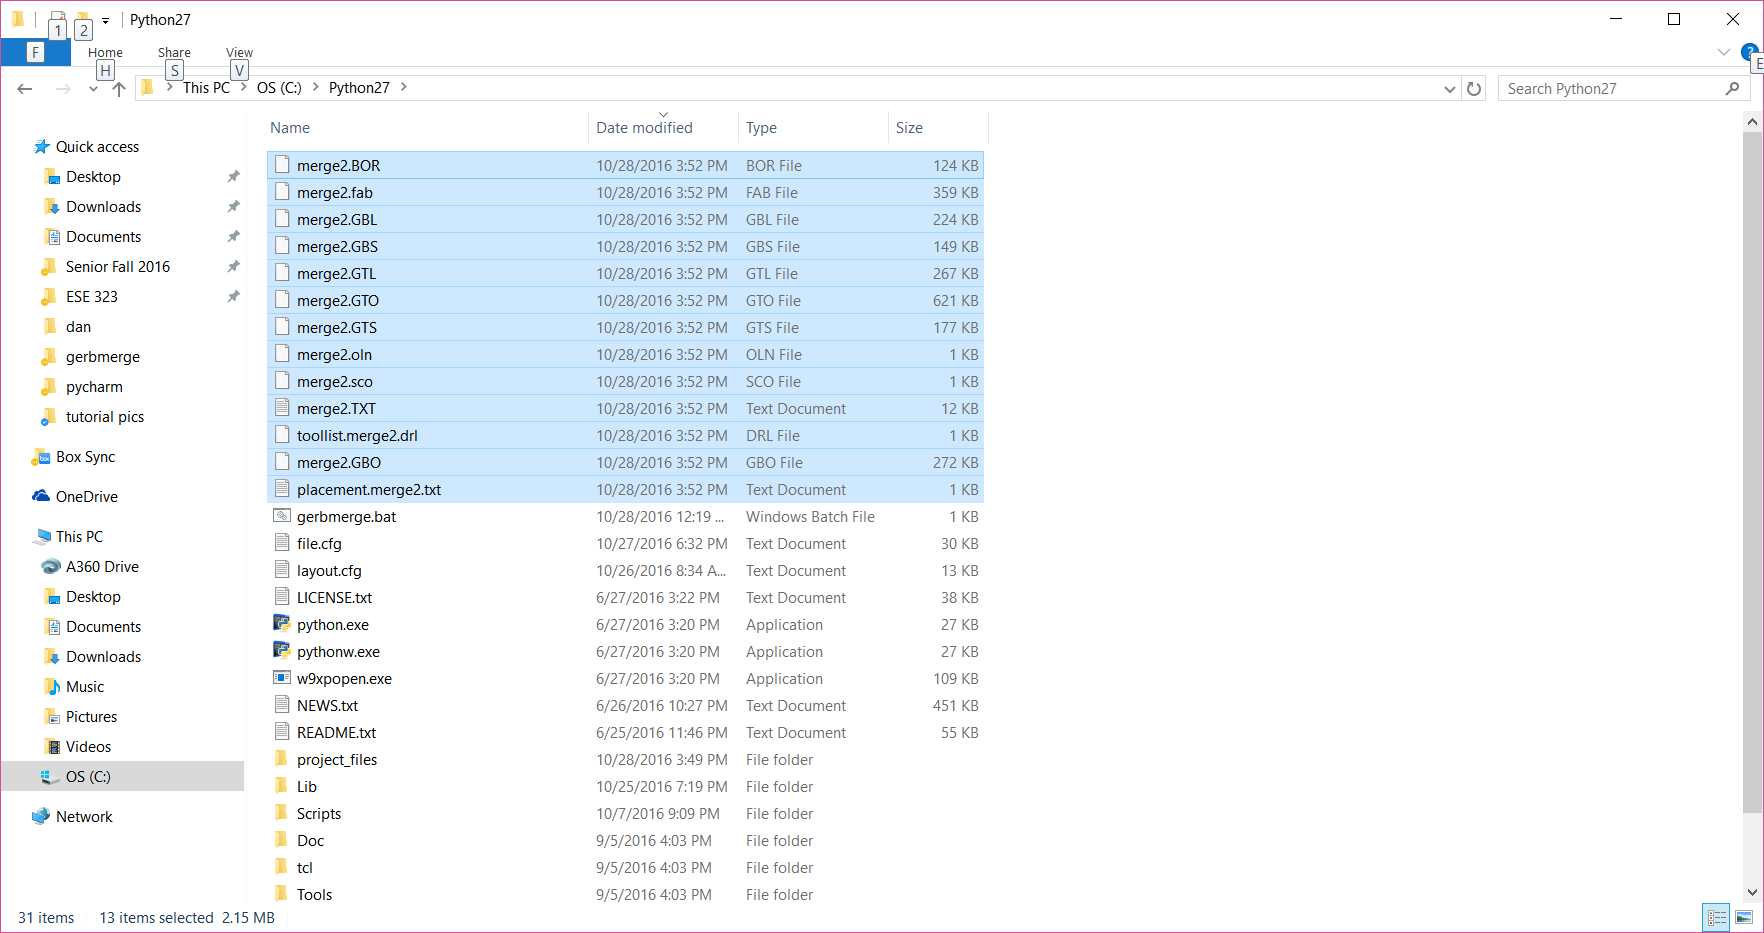 1 2 Python27
F Home Share View
H S V E
This PC OS (C:) Python27 Search Python27
Name Date modified Type Size
Quick access
Desktop
Downloads
Documents
Senior Fall 2016
ESE 323
dan
gerbmerge
pycharm
tutorial pics
Box Sync
OneDrive
This PC
A360 Drive
Desktop
Documents
Downloads
Music
Pictures
Videos
OS (C:)
Network
merge2.BOR 10/28/2016 3:52 PM BOR File 124 KB
merge2.fab 10/28/2016 3:52 PM FAB File 359 KB
merge2.GBL 10/28/2016 3:52 PM GBL File 224 KB
merge2.GBS 10/28/2016 3:52 PM GBS File 149 KB
merge2.GTL 10/28/2016 3:52 PM GTL File 267 KB
merge2.GTO 10/28/2016 3:52 PM GTO File 621 KB
merge2.GTS 10/28/2016 3:52 PM GTS File 177 KB
merge2.oln 10/28/2016 3:52 PM OLN File 1 KB
merge2.sco 10/28/2016 3:52 PM SCO File 1 KB
merge2.TXT 10/28/2016 3:52 PM Text Document 12 KB
toollist.merge2.drl 10/28/2016 3:52 PM DRL File 1 KB
merge2.GBO 10/28/2016 3:52 PM GBO File 272 KB
placement.merge2.txt 10/28/2016 3:52 PM Text Document 1 KB
gerbmerge.bat 10/28/2016 12:19 ... Windows Batch File 1 KB
file.cfg 10/27/2016 6:32 PM Text Document 30 KB
layout.cfg 10/26/2016 8:34 A... Text Document 13 KB
LICENSE.txt 6/27/2016 3:22 PM Text Document 38 KB
python.exe 6/27/2016 3:20 PM Application 27 KB
pythonw.exe 6/27/2016 3:20 PM Application 27 KB
w9xpopen.exe 6/27/2016 3:20 PM Application 109 KB
NEWS.txt 6/26/2016 10:27 PM Text Document 451 KB
README.txt 6/25/2016 11:46 PM Text Document 55 KB
project_files 10/28/2016 3:49 PM File folder
Lib 10/25/2016 7:19 PM File folder
Scripts 10/7/2016 9:09 PM File folder
Doc 9/5/2016 4:03 PM File folder
tcl 9/5/2016 4:03 PM File folder
Tools 9/5/2016 4:03 PM File folder
31 items 13 items selected 2.15 MB